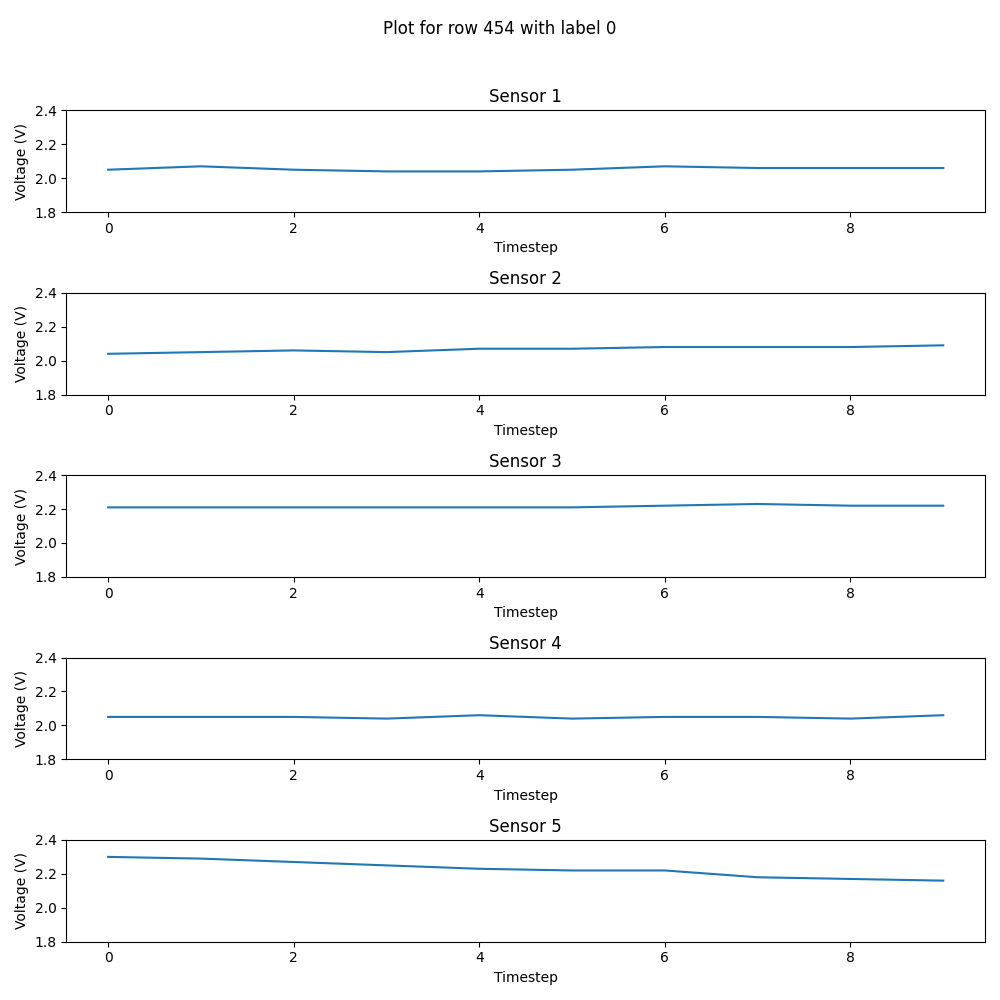 Plot for row 454 with label 0
Sensor 1
Voltage (V)
2.4
2.2
2.0
1.8
0 2 4 6 8
Timestep
Sensor 2
Voltage (V)
2.4
2.2
2.0
1.8
0 2 4 6 8
Timestep
Sensor 3
Voltage (V)
2.4
2.2
2.0
1.8
0 2 4 6 8
Timestep
Sensor 4
Voltage (V)
2.4
2.2
2.0
1.8
0 2 4 6 8
Timestep
Sensor 5
Voltage (V)
2.4
2.2
2.0
1.8
0 2 4 6 8
Timestep